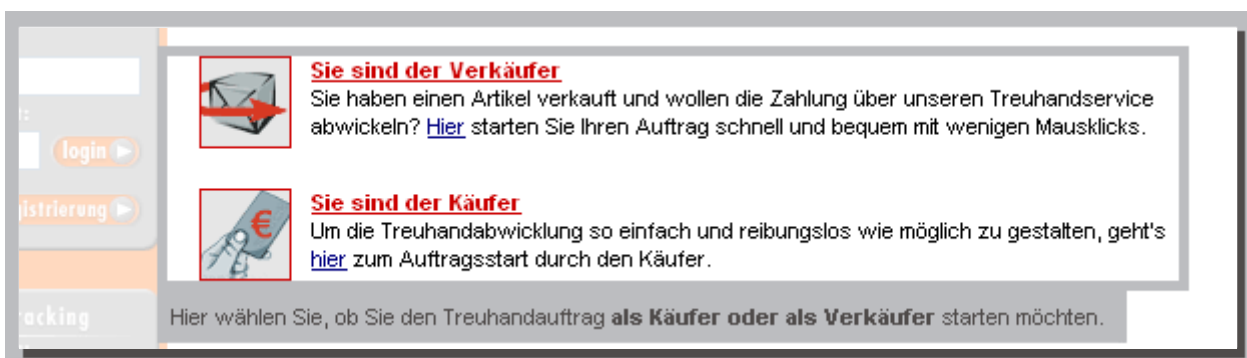 Sie sind der Verkäufer
Sie haben einen Artikel verkauft und wollen die Zahlung über unseren Treuhandservice
abwickeln? Hier starten Sie Ihren Auftrag schnell und bequem mit wenigen Mausklicks.
login
istrierung
Sie sind der Käufer
€
Um die Treuhandabwicklung so einfach und reibungslos wie möglich zu gestalten, geht's
hier zum Auftragsstart durch den Käufer.
acking
Hier wählen Sie, ob Sie den Treuhandauftrag als Käufer oder als Verkäufer starten möchten.